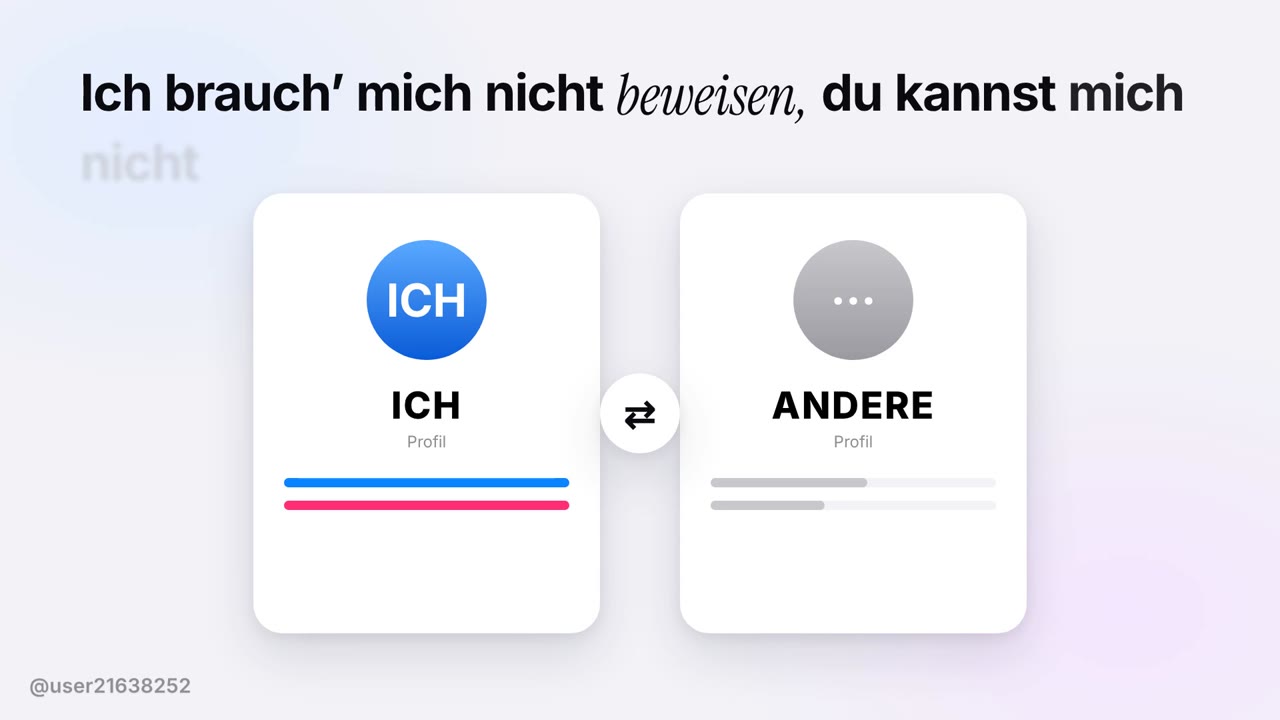 Ich brauch’ mich nicht beweisen, du kannst mich
nicht
ICH
ICH
Profil
ANDERE
Profil
@user21638252